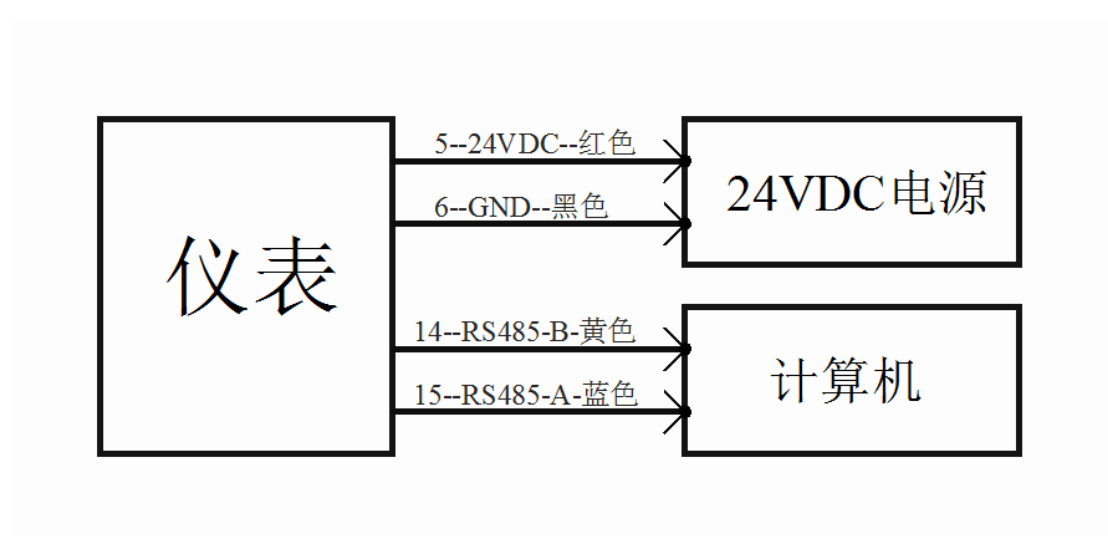 仪表
5--24VDC--红色
6--GND--黑色
24VDC电源
14--RS485-B-黄色
15--RS485-A-蓝色
计算机